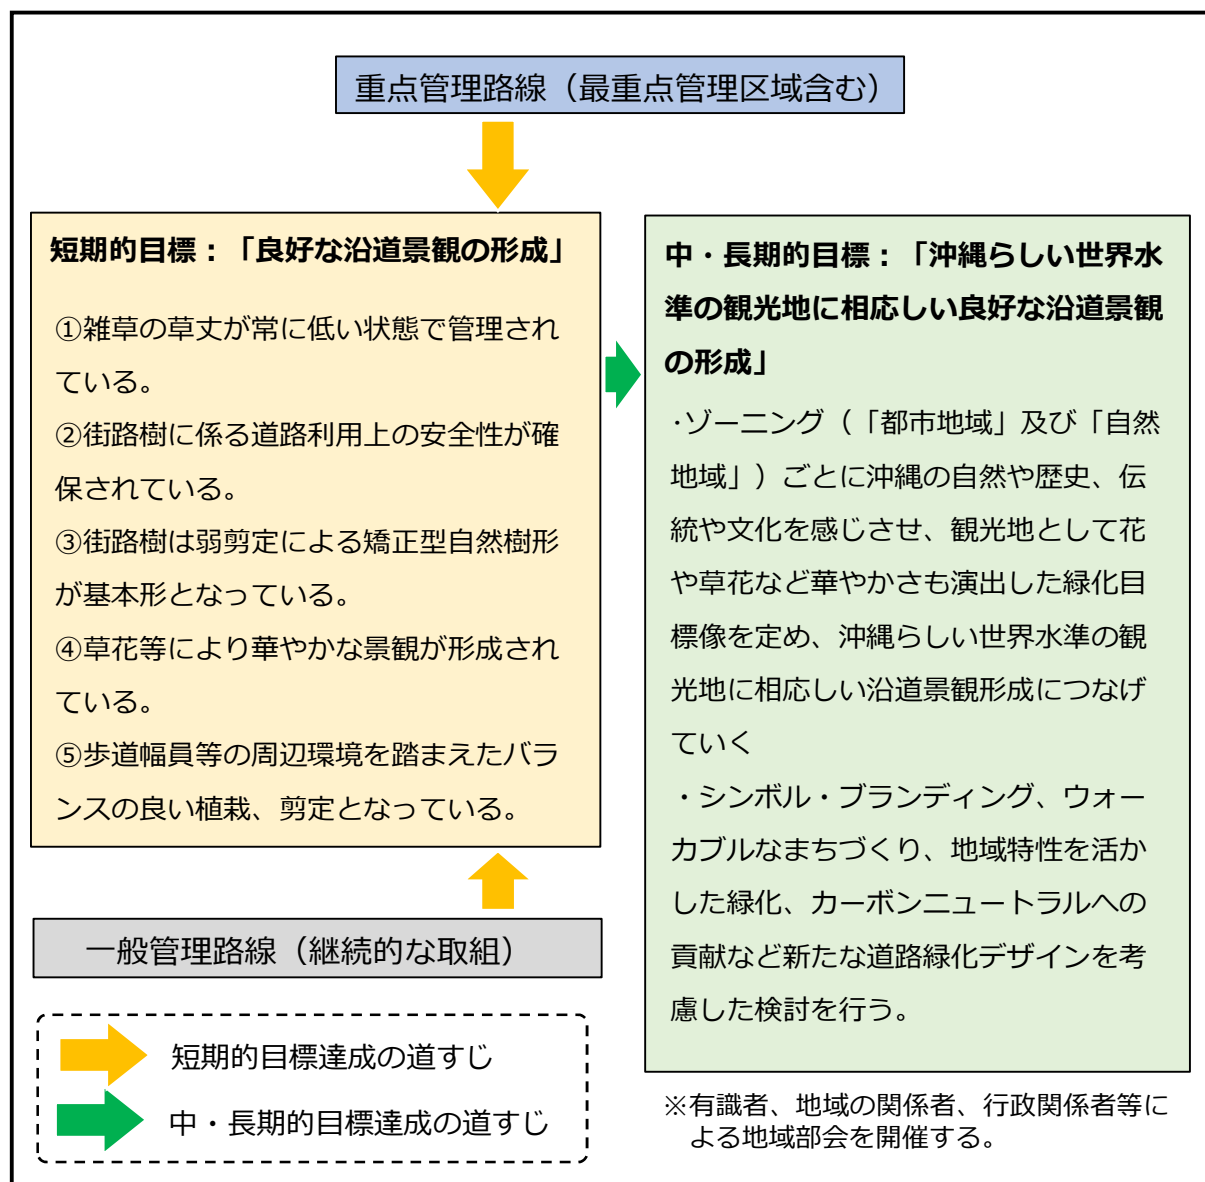 重点管理路線（最重点管理区域含む）
短期的目標：「良好な沿道景観の形成」
①雑草の草丈が常に低い状態で管理され
ている。
②街路樹に係る道路利用上の安全性が確
保されている。
③街路樹は弱剪定による矯正型自然樹形
が基本形となっている。
④草花等により華やかな景観が形成され
ている。
⑤歩道幅員等の周辺環境を踏まえたバラ
ンスの良い植栽、剪定となっている。
中・長期的目標：「沖縄らしい世界水
準の観光地に相応しい良好な沿道景観
の形成」
・ゾーニング（「都市地域」及び「自然
地域」）ごとに沖縄の自然や歴史、伝
統や文化を感じさせ、観光地として花
や草花など華やかさも演出した緑化目
標像を定め、沖縄らしい世界水準の観
光地に相応しい沿道景観形成につなげ
ていく
・シンボル・ブランディング、ウォー
カブルなまちづくり、地域特性を活か
した緑化、カーボンニュートラルへの
貢献など新たな道路緑化デザインを考
慮した検討を行う。
一般管理路線（継続的な取組）
短期的目標達成の道すじ
中・長期的目標達成の道すじ
※有識者、地域の関係者、行政関係者等に
よる地域部会を開催する。